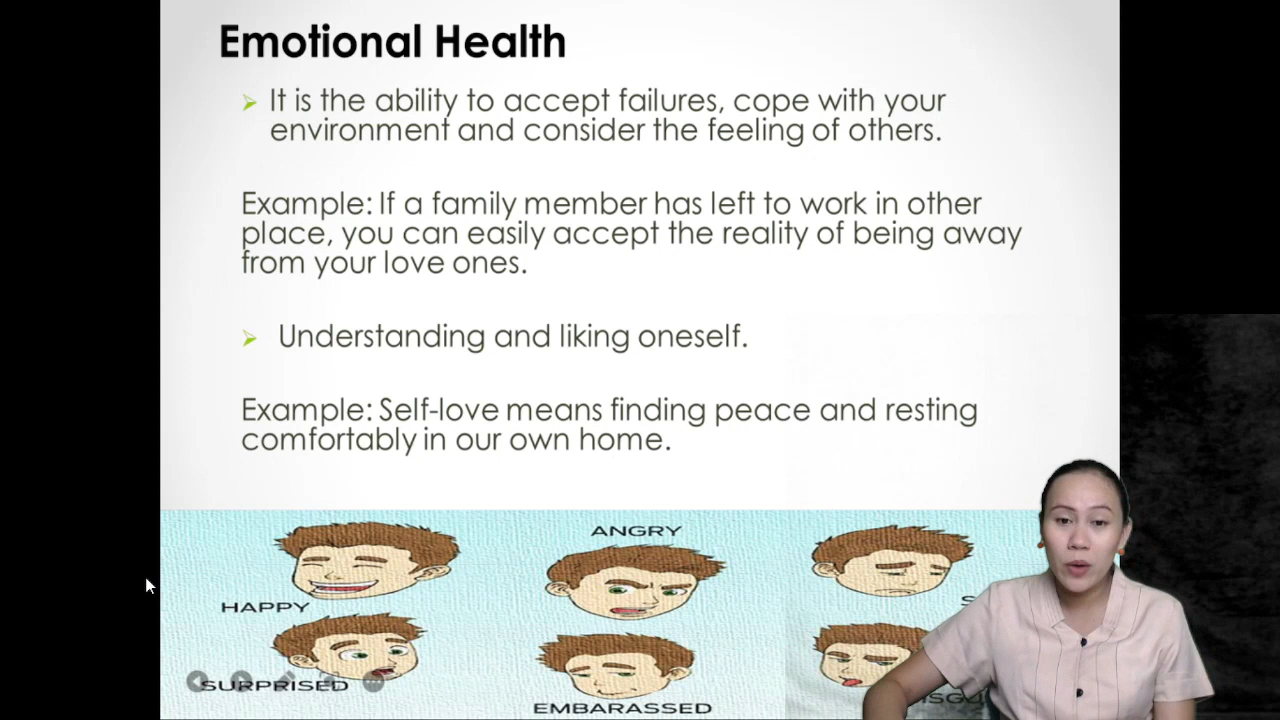 Emotional Health
It is the ability to accept failures, cope with your
environment and consider the feeling of others.
Example: If a family member has left to work in other
place, you can easily accept the reality of being away
from your love ones.
Understanding and liking oneself.
Example: Self-love means finding peace and resting
comfortably in our own home.
ANGRY
HAPPY
SURPRISED
EMBARASSED